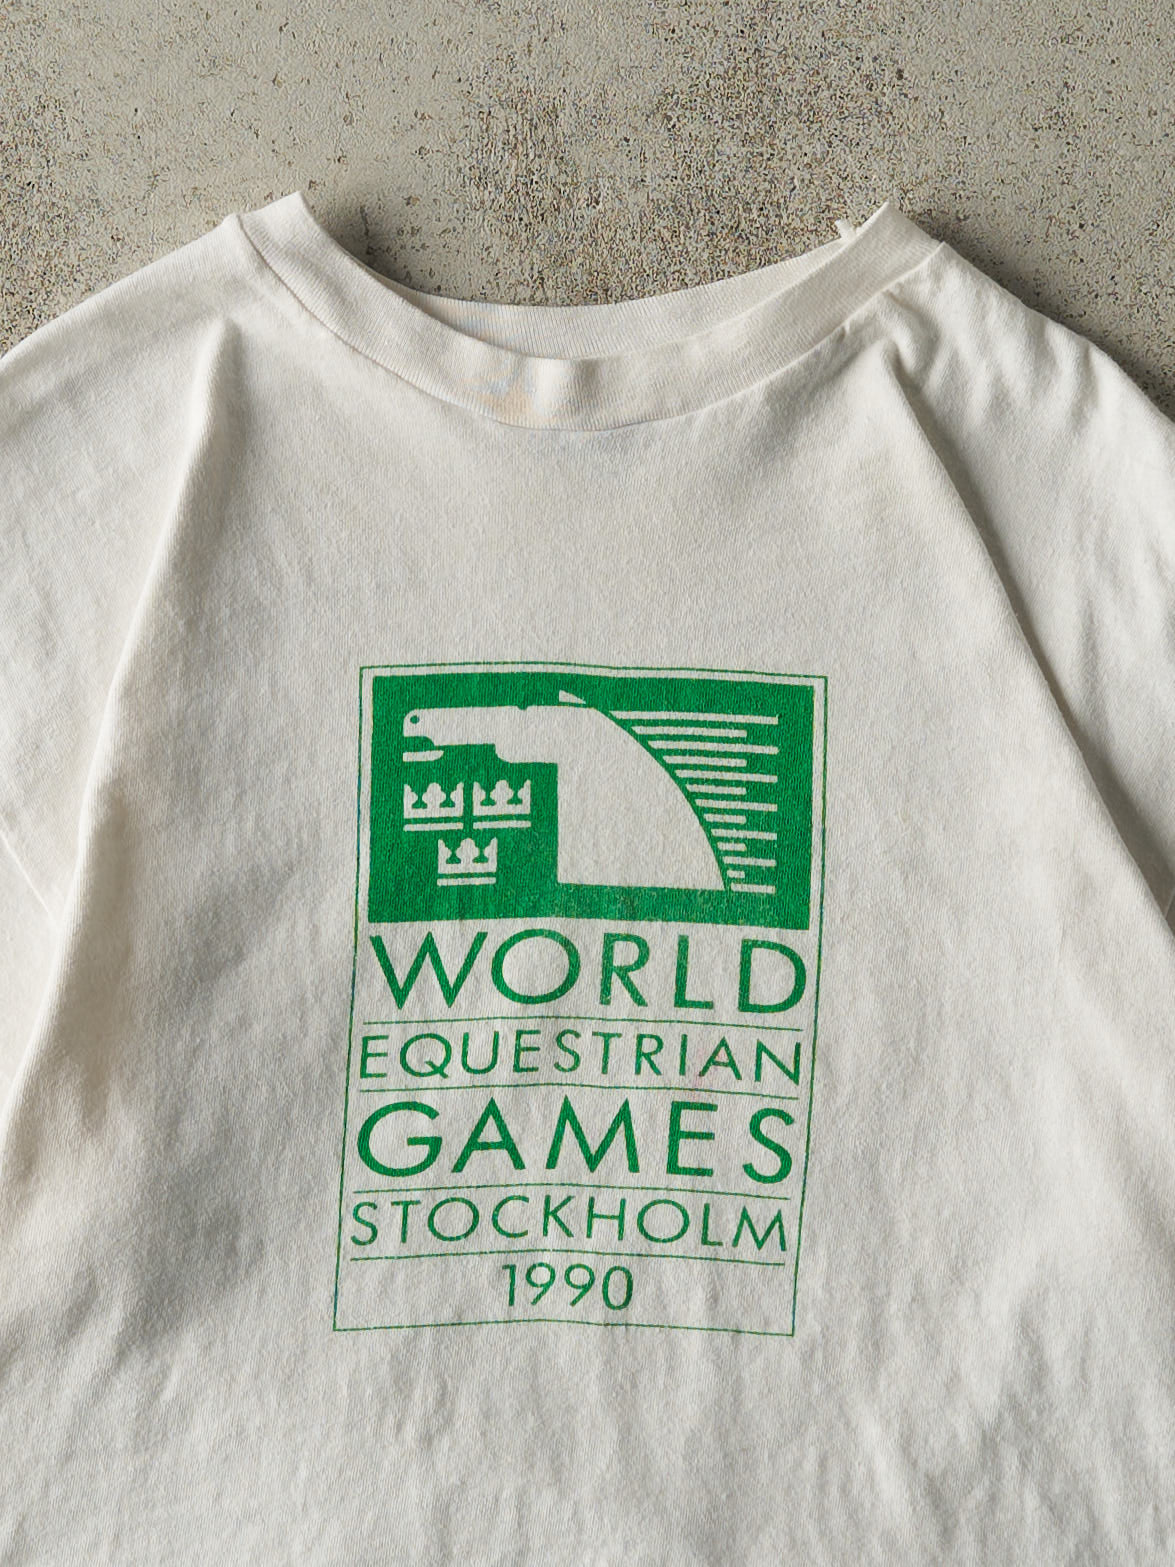 WORLD
EQUESTRIAN
GAMES
STOCKHOLM
1990